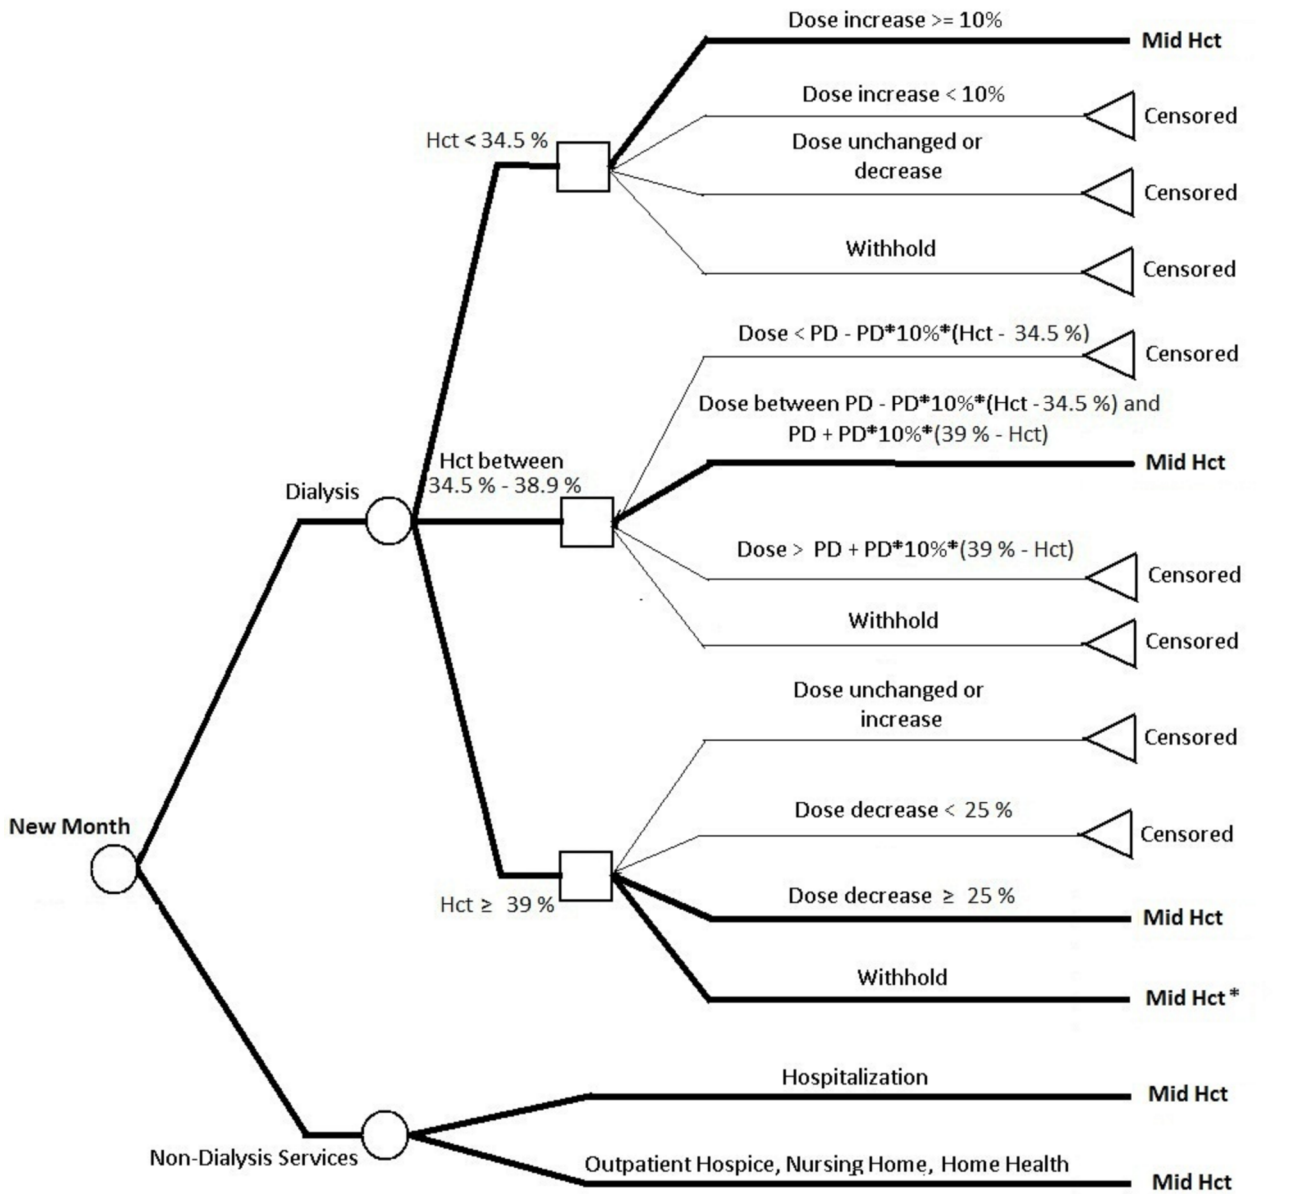 Dose increase >= 10%
Mid Hct
Dose increase < 10%
Censored
Hct < 34.5 %
Dose unchanged or
decrease
Censored
Withhold
Censored
Dose < PD - PD*10%*(Hct - 34.5 %)
Censored
Dose between PD - PD*10%*(Hct -34.5 %) and
PD + PD*10%*(39 % - Hct)
Mid Hct
Hct between
34.5 % - 38.9 %
Dialysis
Dose > PD + PD*10%*(39 % - Hct)
Censored
Withhold
Censored
Dose unchanged or
increase
Censored
New Month
Dose decrease < 25 %
Censored
Hct ≥ 39 %
Dose decrease ≥ 25 %
Mid Hct
Withhold
Mid Hct *
Hospitalization
Mid Hct
Non-Dialysis Services
Outpatient Hospice, Nursing Home, Home Health
Mid Hct